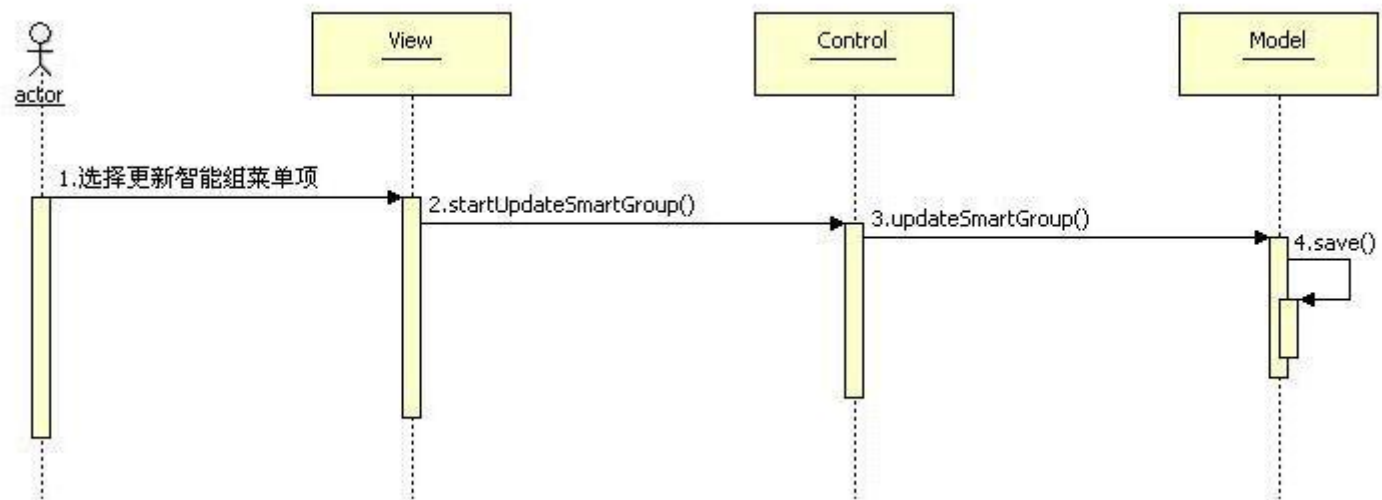 actor
View
Control
Model
1.选择更新智能组菜单项
2.startUpdateSmartGroup()
3.updateSmartGroup()
4.save()